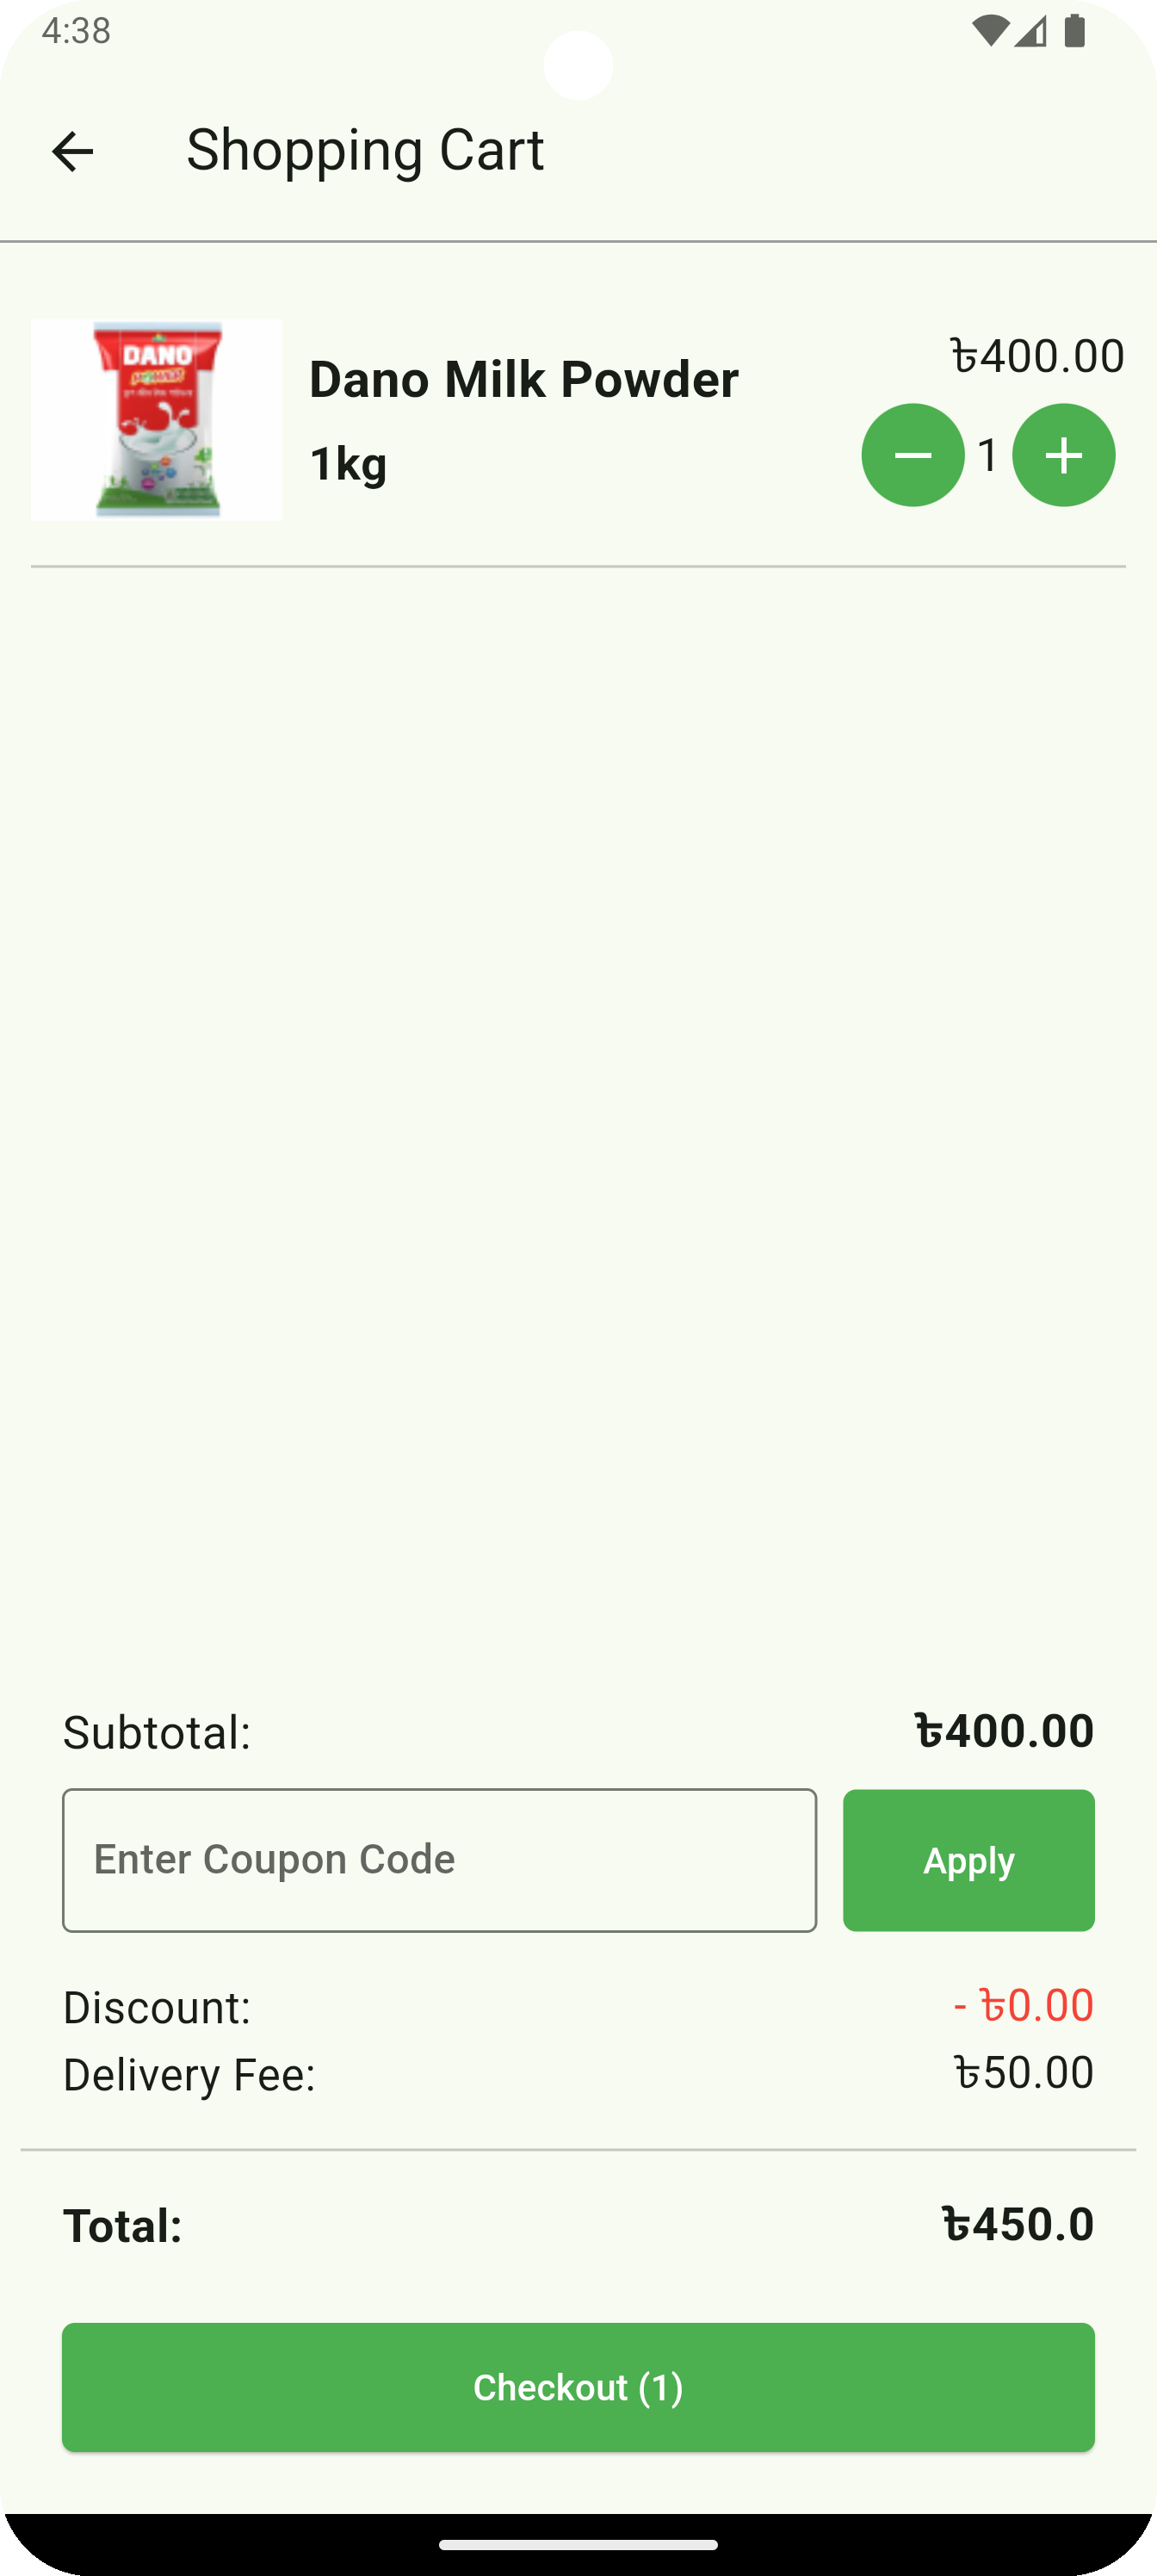 4:38
Shopping Cart
DANO
Dano Milk Powder
1kg
৳400.00
1
Subtotal:
৳400.00
Enter Coupon Code
Apply
Discount:
- ৳0.00
Delivery Fee:
৳50.00
Total:
৳450.0
Checkout (1)